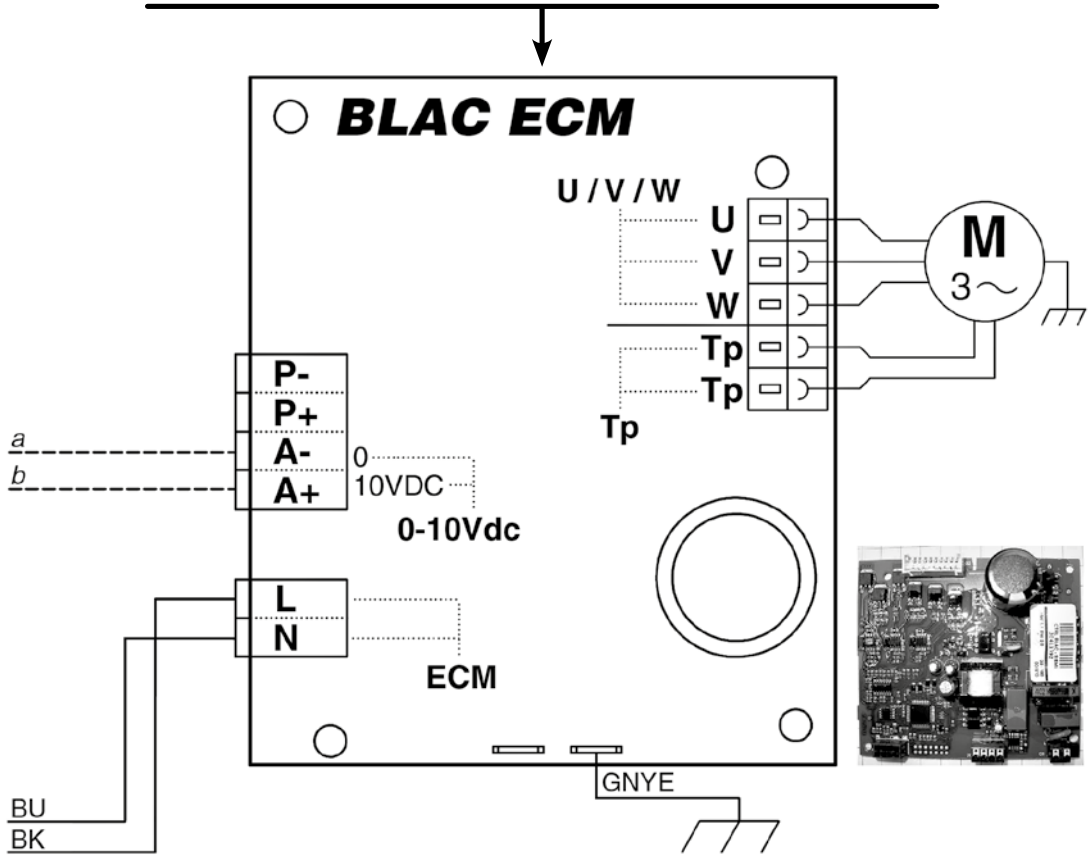 BLAC ECM
U / V / W
U
V
W
Tp
Tp
Tp
M
3~
P-
P+
A-
A+
a
b
0
10VDC
0-10Vdc
L
N
ECM
GNYE
BU
BK